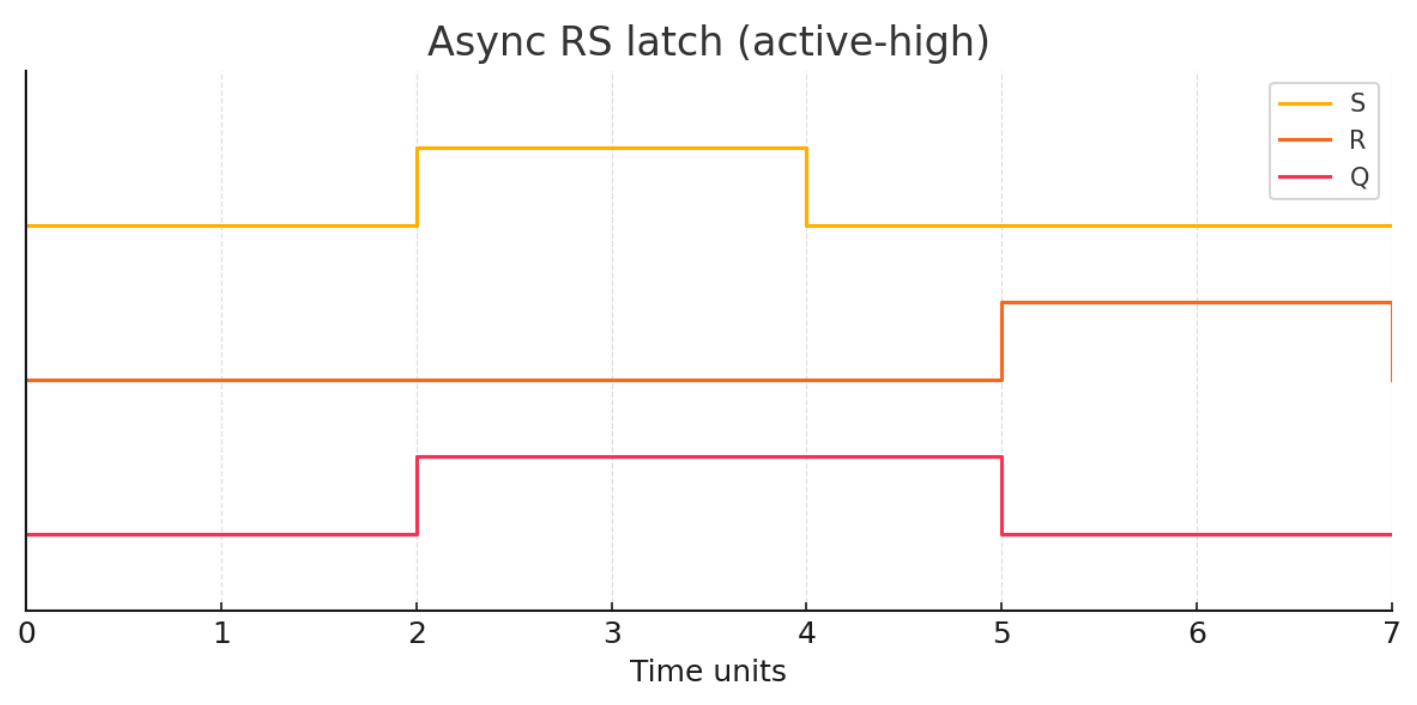 Async RS latch (active-high)
S
R
Q
0 1 2 3 4 5 6 7
Time units